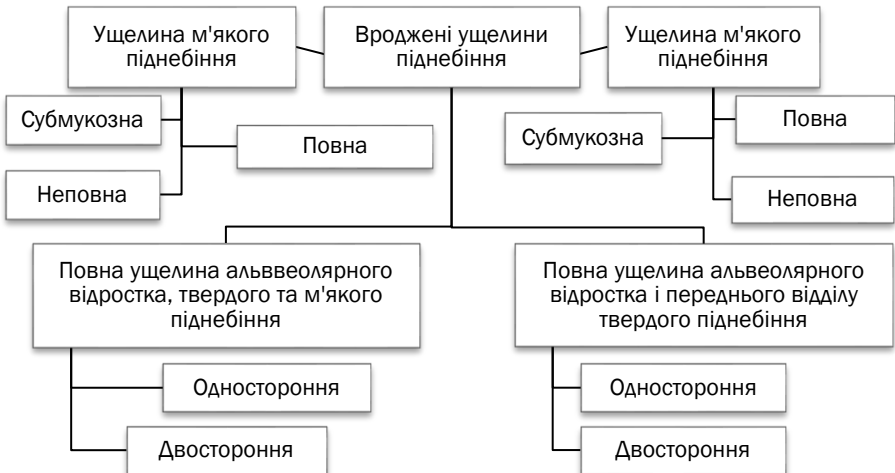 Ущелина м'якого
піднебіння
Вроджені ущелини
піднебіння
Ущелина м'якого
піднебіння
Субмукозна
Повна
Неповна
Субмукозна
Повна
Неповна
Повна ущелина альввеолярного
відростка, твердого та м'якого
піднебіння
Одностороння
Двостороння
Повна ущелина альвеолярного
відростка і переднього відділу
твердого піднебіння
Одностороння
Двостороння